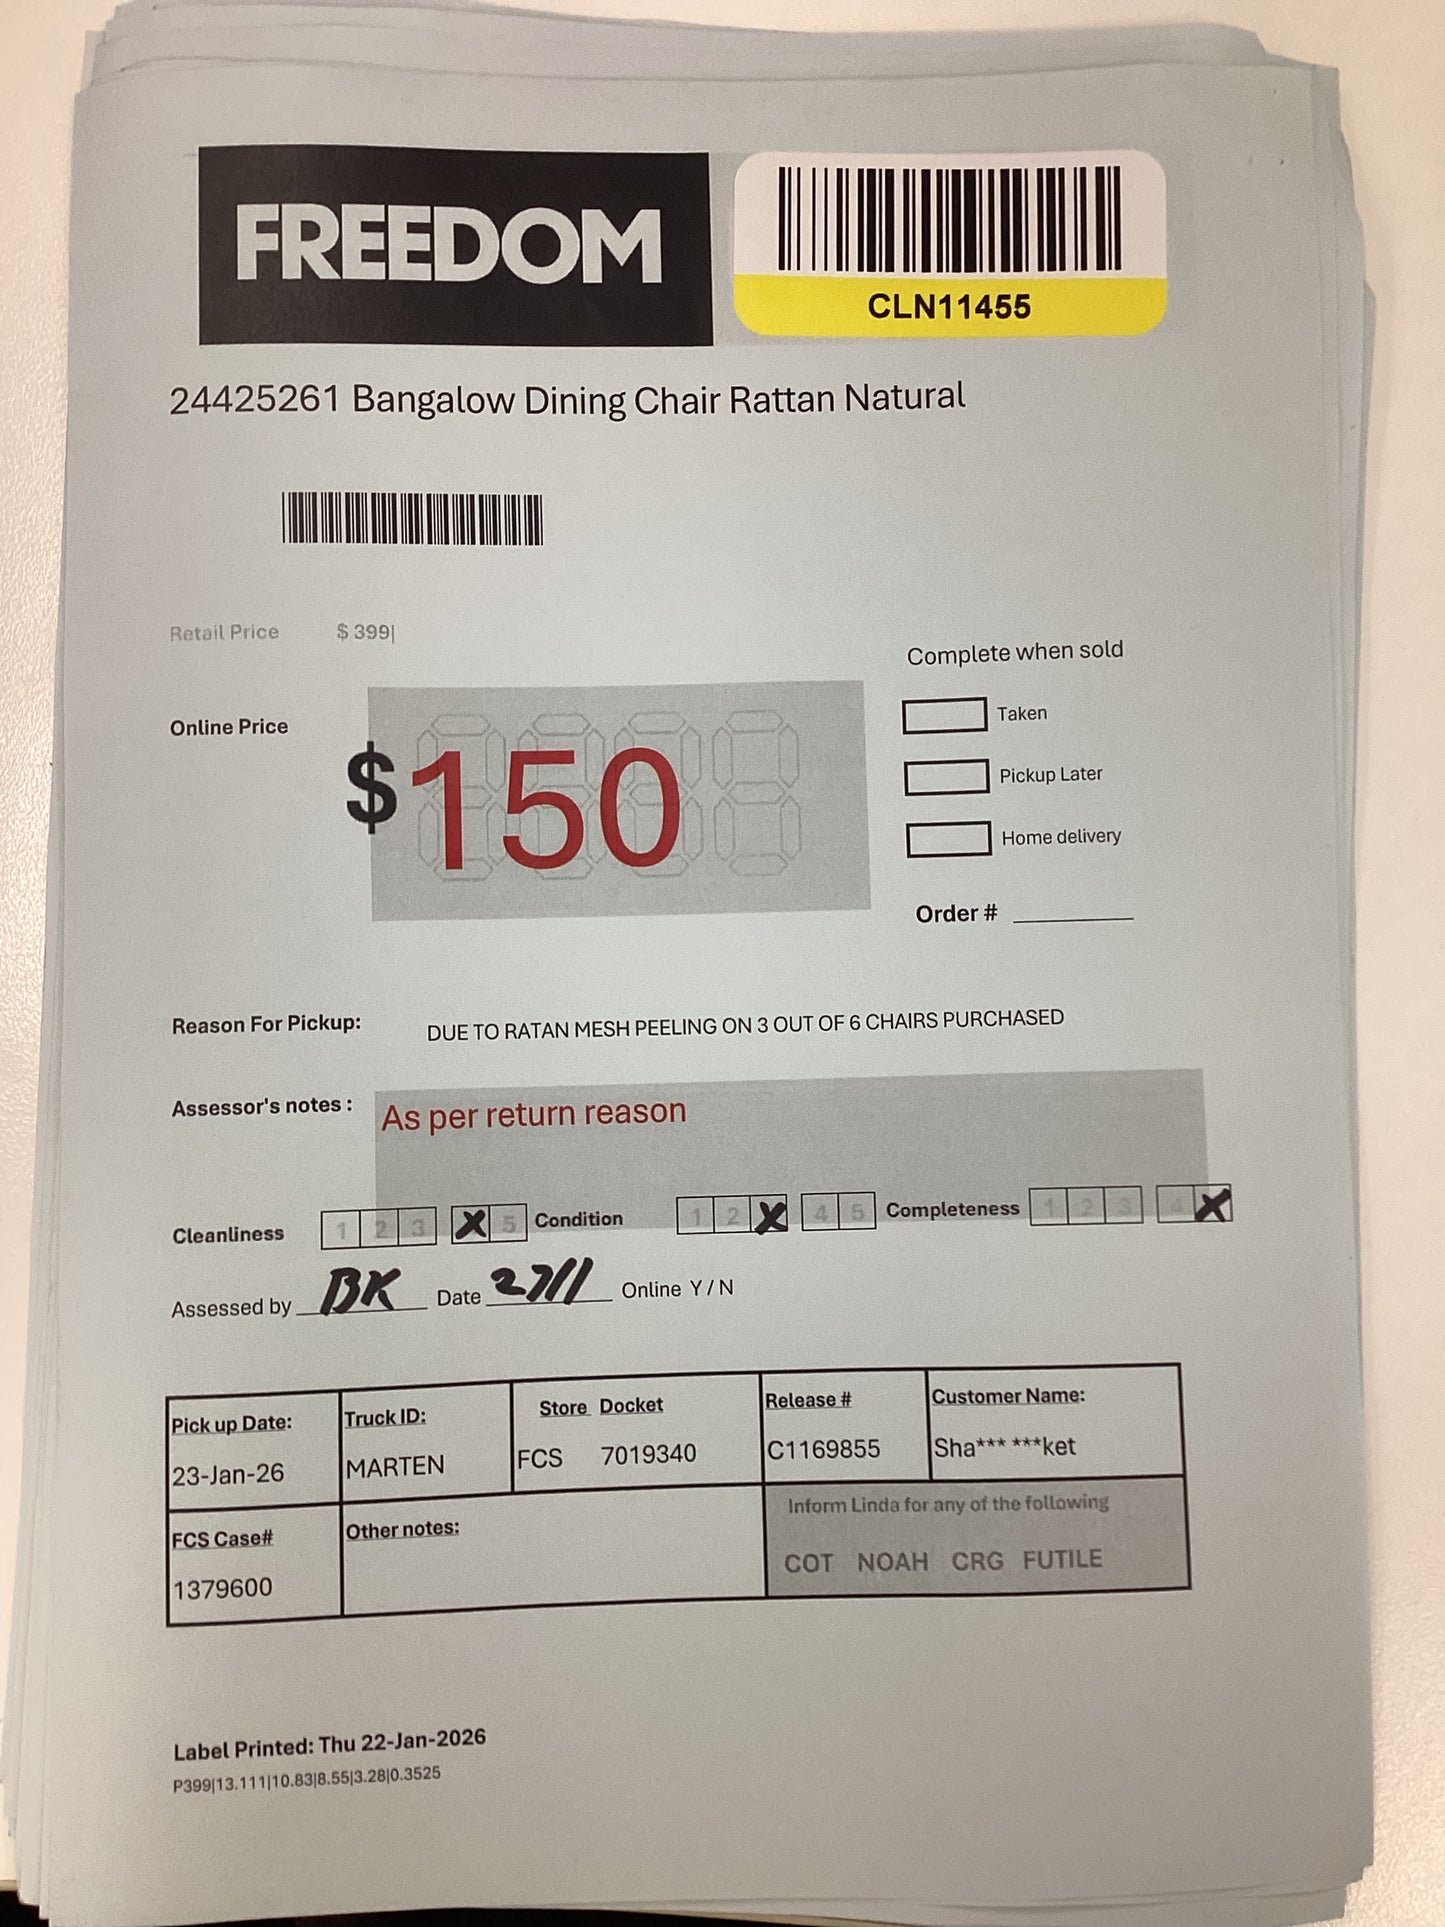 FREEDOM
CLN11455
24425261 Bangalow Dining Chair Rattan Natural
Retail Price $ 399|
Complete when sold
Online Price
$150
Taken
Pickup Later
Home delivery
Order #
Reason For Pickup: DUE TO RATAN MESH PEELING ON 3 OUT OF 6 CHAIRS PURCHASED
Assessor's notes : As per return reason
Cleanliness 1 2 3 X 5 Condition 1 2 X 4 5 Completeness 1 2 3 4 X
Assessed by BK Date 27/1 Online Y / N
Pick up Date: Truck ID: Store Docket Release # Customer Name:
23-Jan-26 MARTEN FCS 7019340 C1169855 Sha*** ***ket
FCS Case# Other notes: Inform Linda for any of the following
1379600 COT NOAH CRG FUTILE
Label Printed: Thu 22-Jan-2026
P399|13.111|10.83|8.55|3.28|0.3525